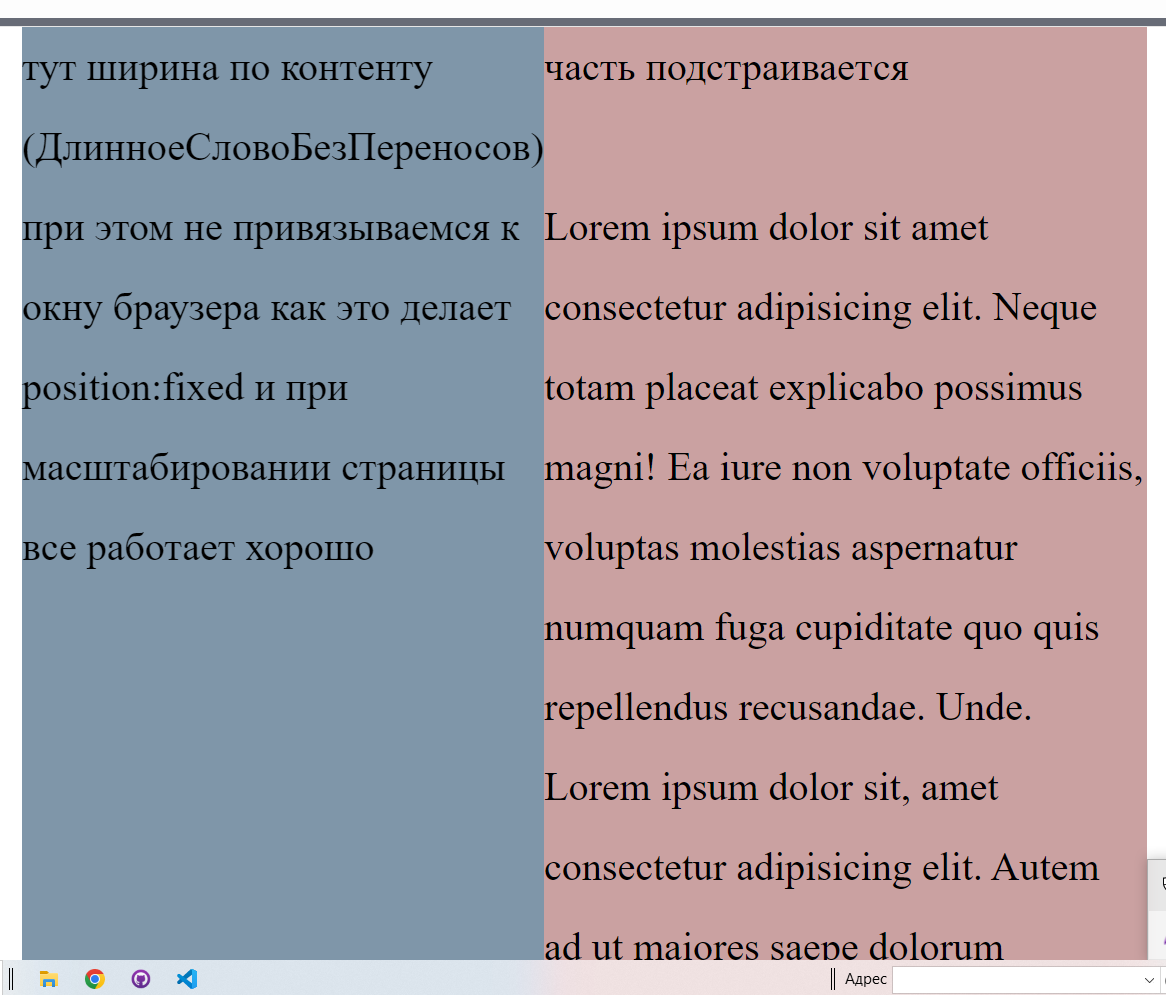 тут ширина по контенту
(ДлинноеСловоБезПереносов)
при этом не привязываемся к
окну браузера как это делает
position:fixed и при
масштабировании страницы
все работает хорошо
часть подстраивается
Lorem ipsum dolor sit amet
consectetur adipisicing elit. Neque
totam placeat explicabo possimus
magni! Ea iure non voluptate officiis,
voluptas molestias aspernatur
numquam fuga cupiditate quo quis
repellendus recusandae. Unde.
Lorem ipsum dolor sit, amet
consectetur adipisicing elit. Autem
ad ut maiores saepe dolorum
Адрес